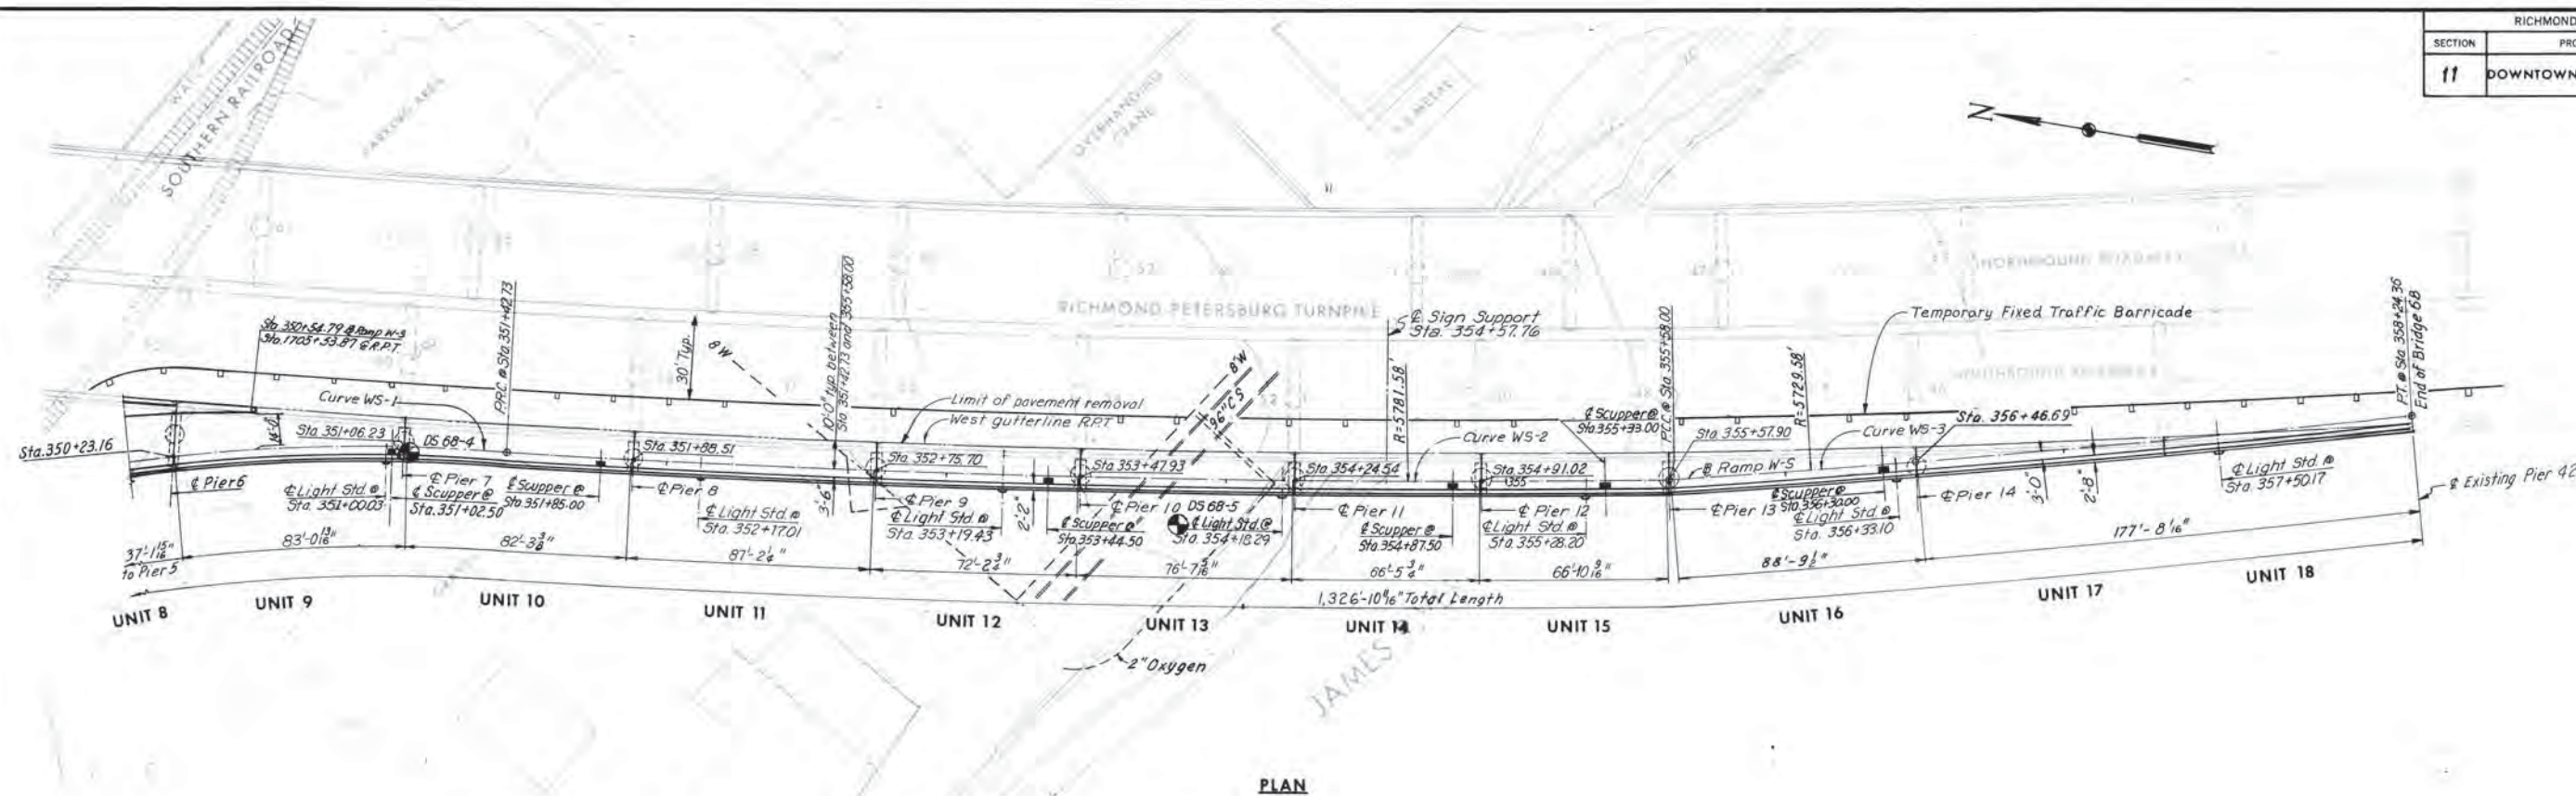 RICHMOND
SECTION
PRO
11
DOWNTOWN
N
SOUTHERN RAILROAD
PARKING AREA
OVERHANGING
CRANE
NORTHBOUND ROADWAY
RICHMOND PETERSBURG TURNPIKE
SOUTHBOUND ROADWAY
Sta. 350+54.79 @ Ramp W-S
Sta. 1705+53.87 ℄ R.P.T.
P.R.C. @ Sta 351+42.73
30' Typ.
8"W
10'-0" typ. between
Sta 351+42.73 and 355+58.00
℄ Sign Support
Sta. 354+57.76
Temporary Fixed Traffic Barricade
P.T. @ Sta 358+24.36
End of Bridge 68
Curve WS-1
14'-0"
Limit of pavement removal
West gutterline RPT
8"W
96" C S
R=5781.58'
℄ Scupper @
Sta 355+33.00
P.C.C. @ Sta 355+58.00
R=5729.58'
Sta. 356+46.69
Sta. 350+23.16
Sta 351+06.23
DS 68-4
Sta 351+88.51
Sta 352+75.70
Sta 353+47.93
Sta 354+24.54
Curve WS-2
Sta 354+91.02
355
Sta 355+57.90
Curve WS-3
℄ Ramp W-S
℄ Pier 6
℄ Pier 7
℄ Pier 8
℄ Pier 9
℄ Pier 10
DS 68-5
℄ Pier 11
℄ Pier 12
℄ Pier 13
℄ Pier 14
℄ Existing Pier 42
℄ Light Std. @
Sta. 351+00.03
℄ Scupper @
Sta. 351+02.50
℄ Scupper @
Sta. 351+85.00
℄ Light Std. @
Sta. 352+17.01
3'-6"
℄ Light Std. @
Sta. 353+19.43
2'-2"
℄ Scupper @
Sta. 353+44.50
℄ Light Std. @
Sta. 354+18.29
℄ Scupper @
Sta. 354+87.50
℄ Light Std. @
Sta. 355+28.20
℄ Scupper @
Sta 356+30.00
℄ Light Std. @
Sta. 356+33.10
3'-0"
2'-8"
℄ Light Std. @
Sta. 357+50.17
37'-1 15/16"
to Pier 5
83'-0 13/16"
82'-3 3/8"
87'-2 1/4"
72'-2 3/4"
76'-7 5/16"
66'-5 3/4"
66'-10 9/16"
88'-9 1/2"
177'-8 1/16"
1,326'-10 11/16" Total Length
UNIT 8
UNIT 9
UNIT 10
UNIT 11
UNIT 12
UNIT 13
UNIT 14
UNIT 15
UNIT 16
UNIT 17
UNIT 18
2" Oxygen
JAMES
PLAN